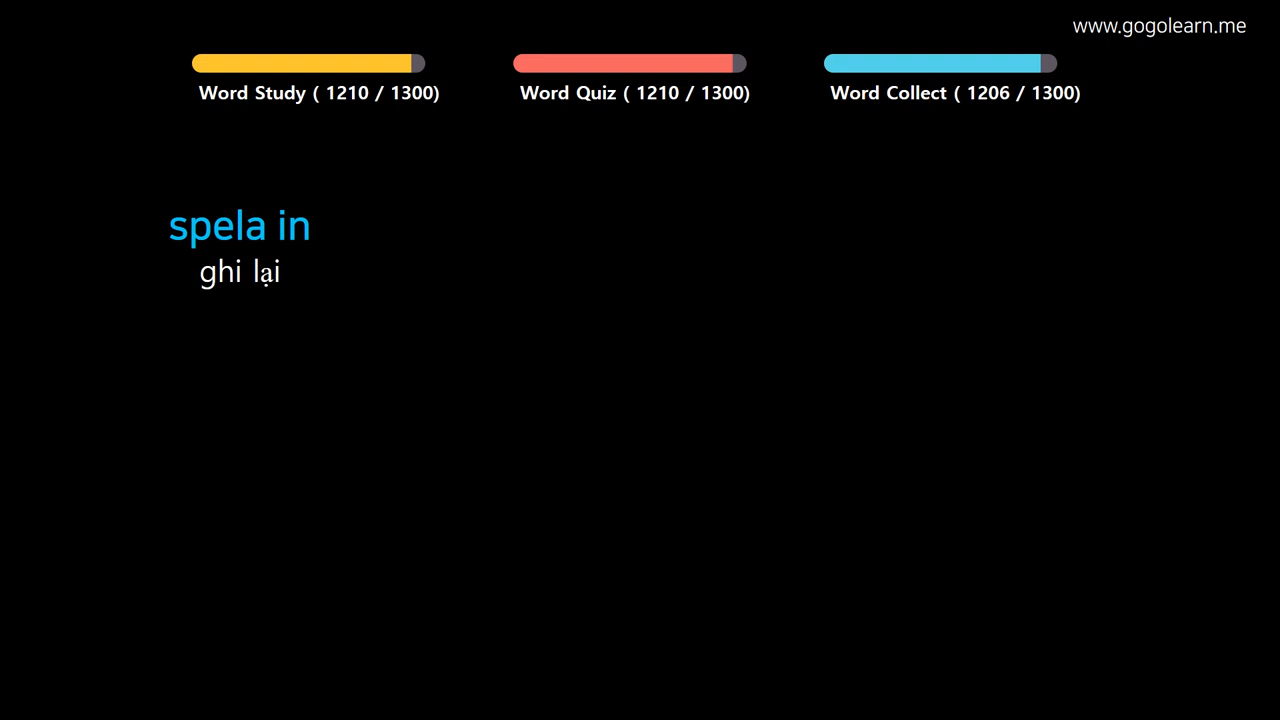 www.gogolearn.me
Word Study ( 1210 / 1300)
Word Quiz ( 1210 / 1300)
Word Collect ( 1206 / 1300)
spela in
ghi lại